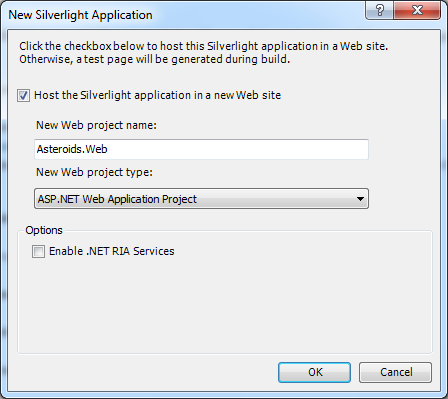 New Silverlight Application
Click the checkbox below to host this Silverlight application in a Web site.
Otherwise, a test page will be generated during build.
Host the Silverlight application in a new Web site
New Web project name:
Asteroids.Web
New Web project type:
ASP.NET Web Application Project
Options
Enable .NET RIA Services
OK
Cancel